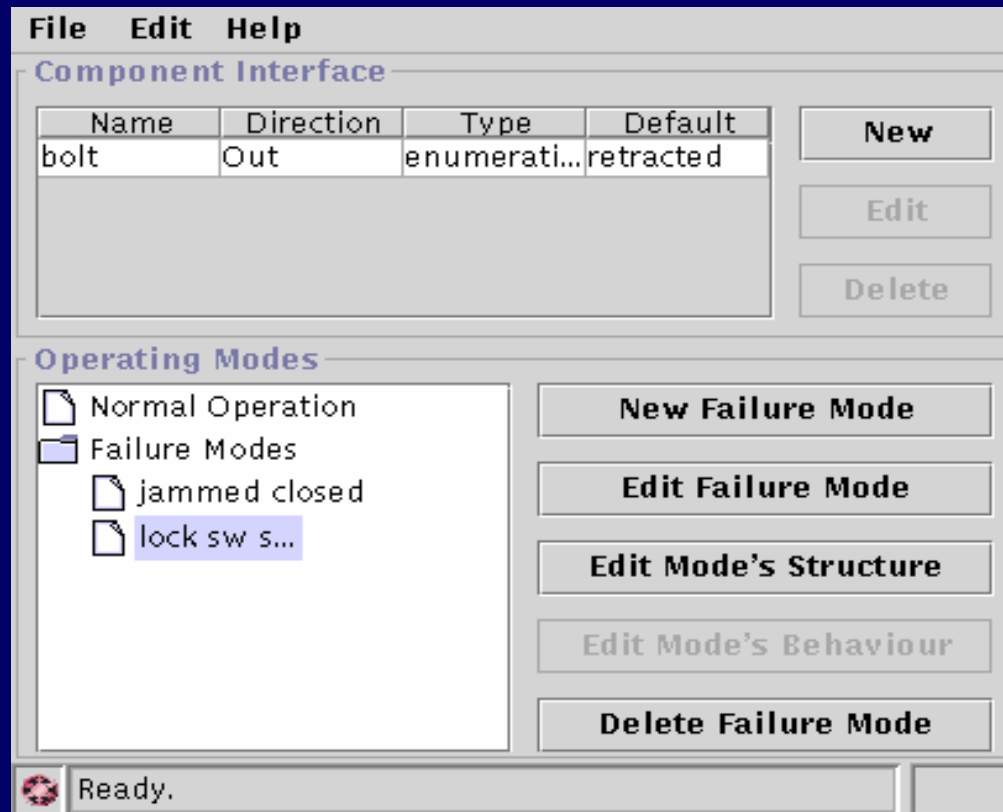 File Edit Help
Component Interface
Name Direction Type Default
bolt Out enumerati... retracted
New
Edit
Delete
Operating Modes
Normal Operation
Failure Modes
jammed closed
lock sw s...
New Failure Mode
Edit Failure Mode
Edit Mode's Structure
Edit Mode's Behaviour
Delete Failure Mode
Ready.